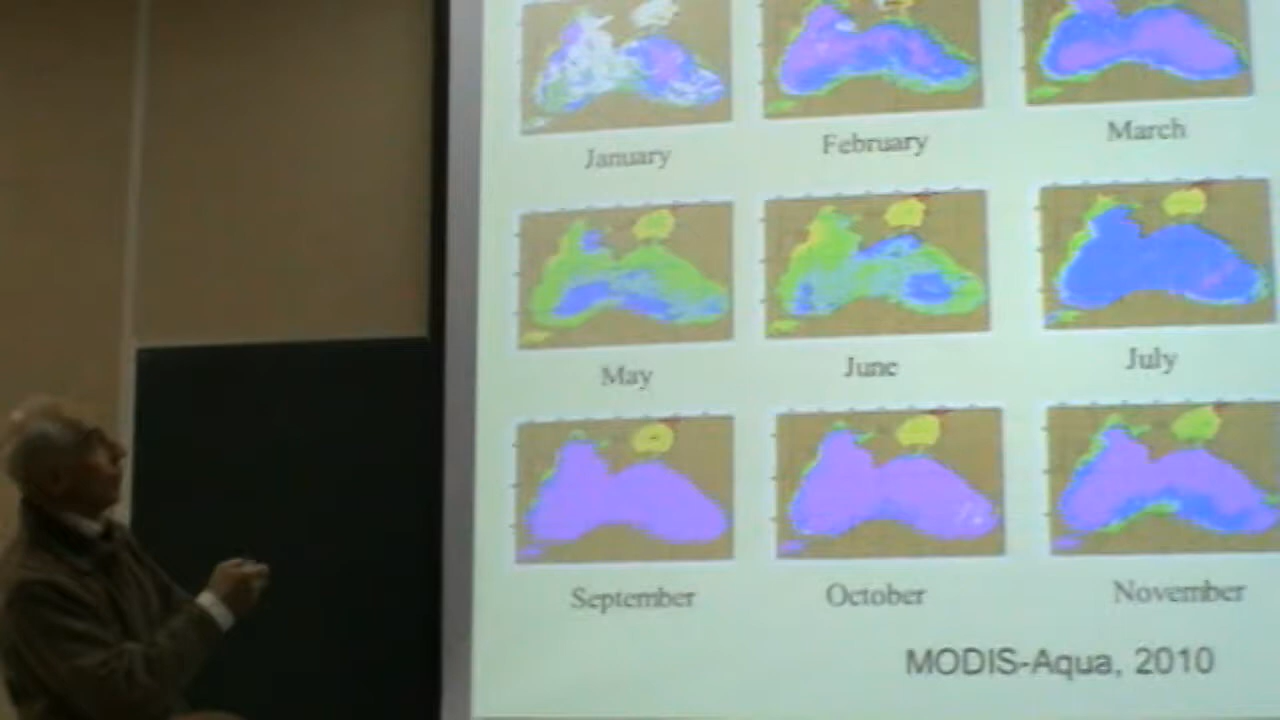 January
February
March
May
June
July
September
October
November
MODIS-Aqua, 2010